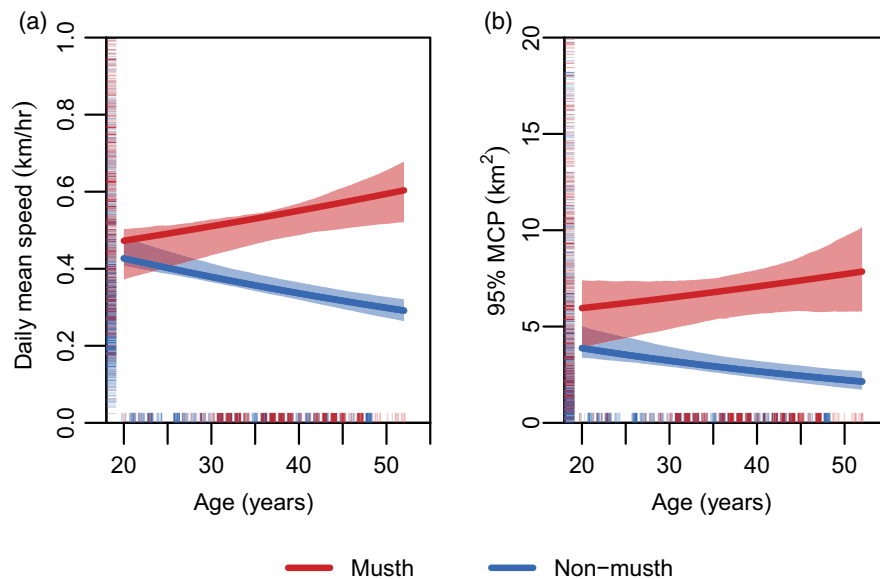 (a)
Daily mean speed (km/hr)
0.0 0.2 0.4 0.6 0.8 1.0
20 30 40 50
Age (years)
(b)
95% MCP (km²)
0 5 10 15 20
20 30 40 50
Age (years)
Musth
Non−musth